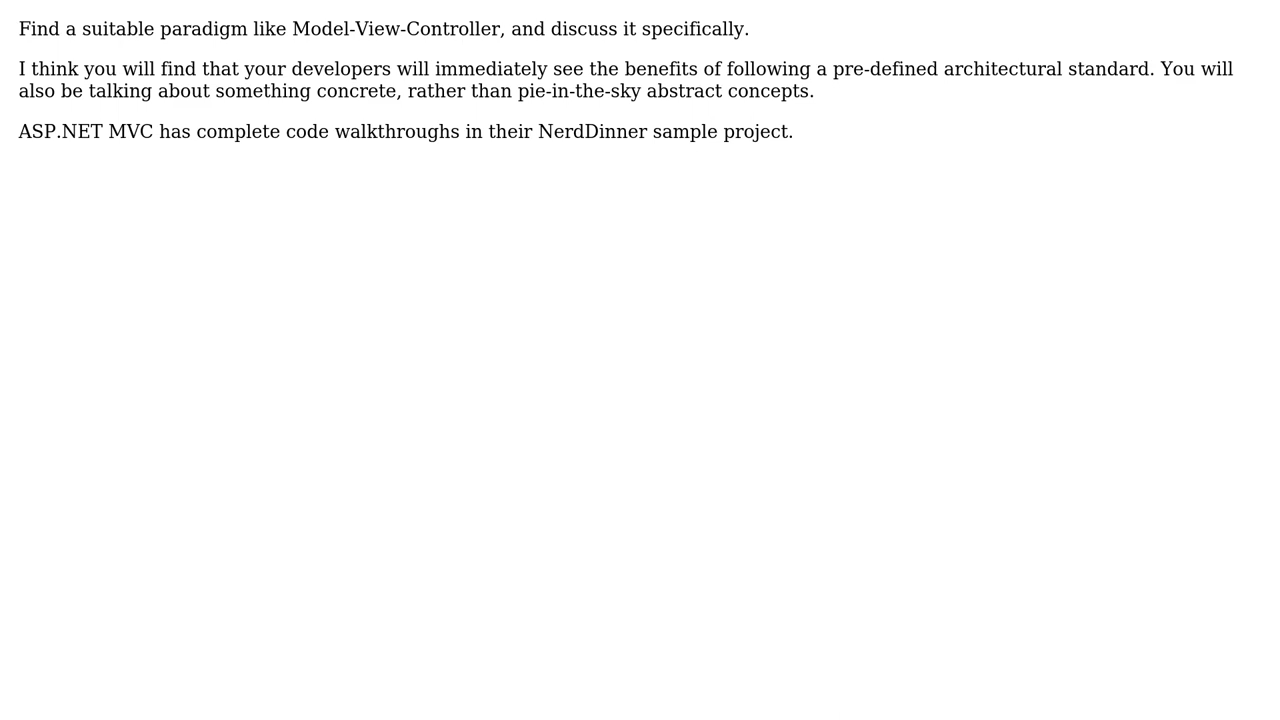 Find a suitable paradigm like Model-View-Controller, and discuss it specifically.
I think you will find that your developers will immediately see the benefits of following a pre-defined architectural standard. You will
also be talking about something concrete, rather than pie-in-the-sky abstract concepts.
ASP.NET MVC has complete code walkthroughs in their NerdDinner sample project.